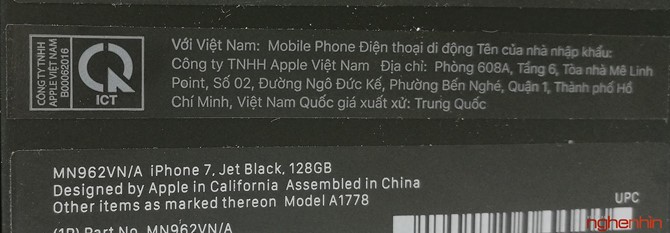 CÔNG TY TNHH
APPLE VIỆT NAM
B00062016
ICT
Với Việt Nam: Mobile Phone Điện thoại di động Tên của nhà nhập khẩu:
Công ty TNHH Apple Việt Nam Địa chỉ: Phòng 608A, Tầng 6, Tòa nhà Mê Linh
Point, Số 02, Đường Ngô Đức Kế, Phường Bến Nghé, Quận 1, Thành phố Hồ
Chí Minh, Việt Nam Quốc gia xuất xứ: Trung Quốc
MN962VN/A iPhone 7, Jet Black, 128GB
Designed by Apple in California Assembled in China
Other items as marked thereon Model A1778
UPC
(1P) Part No. MN962VN/A
nghenhìn